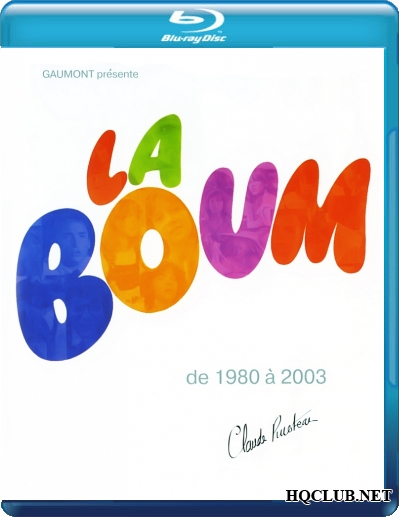 Blu-ray Disc
GAUMONT présente
LA
BOUM
de 1980 à 2003
Claude Pinoteau
HQCLUB.NET